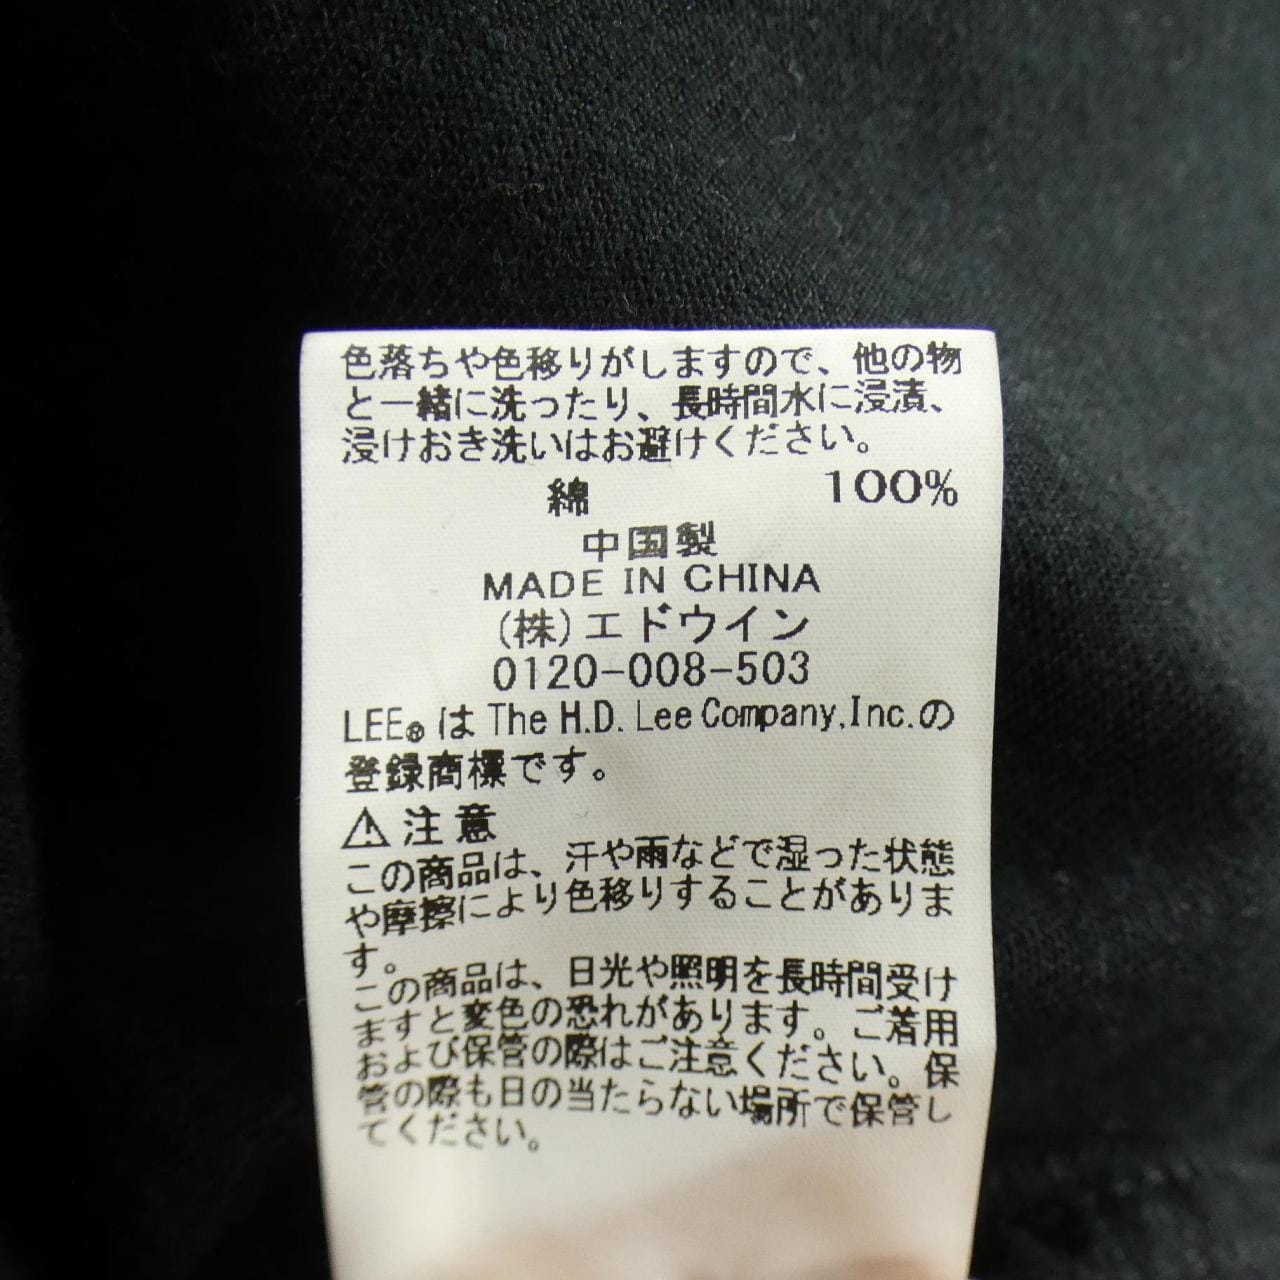 色落ちや色移りがしますので、他の物
と一緒に洗ったり、長時間水に浸漬、
浸けおき洗いはお避けください。
綿 100%
中国製
MADE IN CHINA
(株)エドウイン
0120-008-503
LEE®は The H.D. Lee Company,Inc.の
登録商標です。
⚠注意
この商品は、汗や雨などで湿った状態
や摩擦により色移りすることがありま
す。
この商品は、日光や照明を長時間受け
ますと変色の恐れがあります。ご着用
および保管の際はご注意ください。保
管の際も日の当たらない場所で保管し
てください。